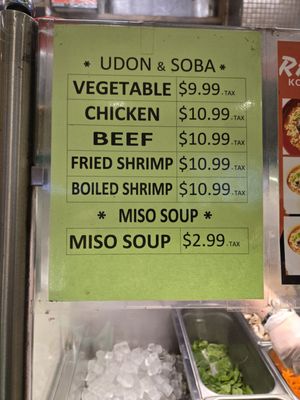 * UDON & SOBA *
VEGETABLE $9.99+TAX
CHICKEN $10.99+TAX
BEEF $10.99+TAX
FRIED SHRIMP $10.99+TAX
BOILED SHRIMP $10.99+TAX
* MISO SOUP *
MISO SOUP $2.99+TAX